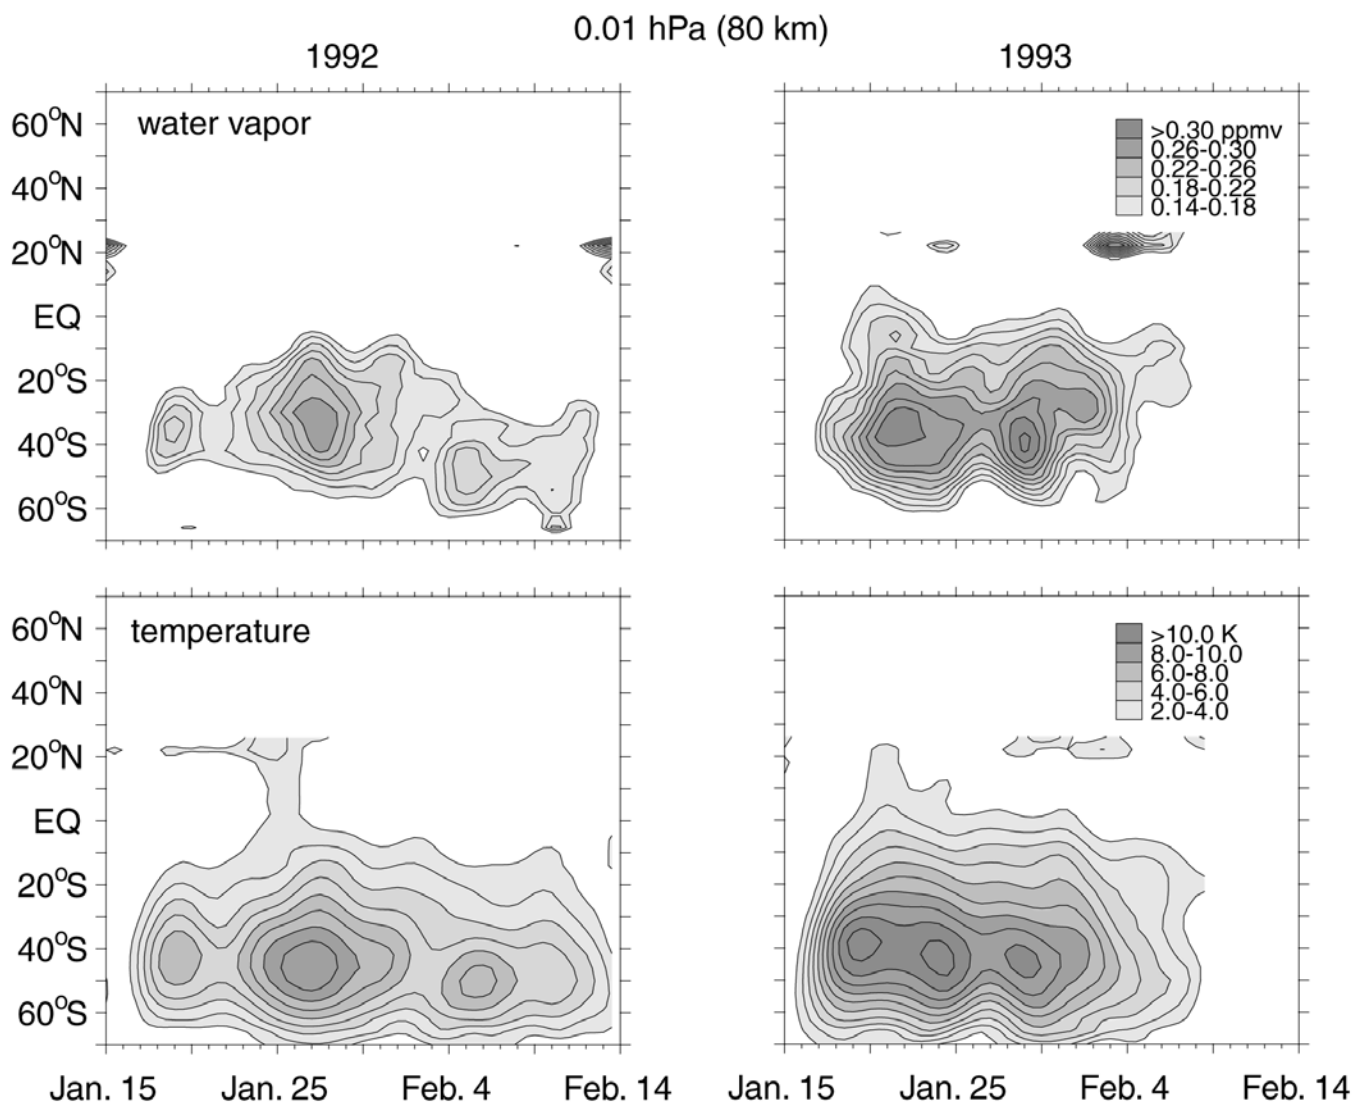 0.01 hPa (80 km)
1992
1993
water vapor
60°N
40°N
20°N
EQ
20°S
40°S
60°S
>0.30 ppmv
0.26-0.30
0.22-0.26
0.18-0.22
0.14-0.18
temperature
60°N
40°N
20°N
EQ
20°S
40°S
60°S
>10.0 K
8.0-10.0
6.0-8.0
4.0-6.0
2.0-4.0
Jan. 15 Jan. 25 Feb. 4 Feb. 14
Jan. 15 Jan. 25 Feb. 4 Feb. 14